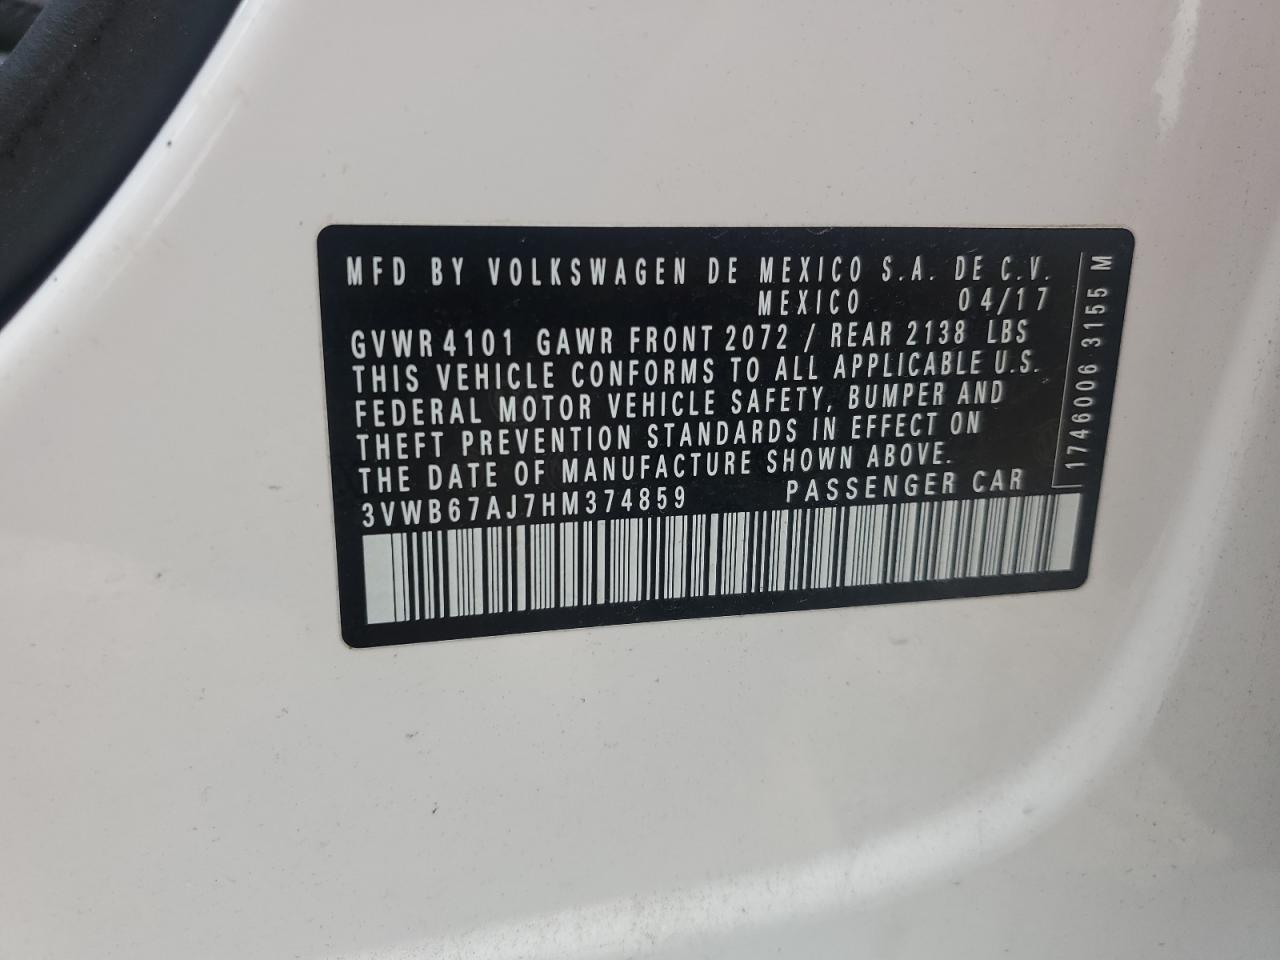 MFD BY VOLKSWAGEN DE MEXICO S.A. DE C.V.
MEXICO 04/17
GVWR 4101 GAWR FRONT 2072 / REAR 2138 LBS
THIS VEHICLE CONFORMS TO ALL APPLICABLE U.S.
FEDERAL MOTOR VEHICLE SAFETY, BUMPER AND
THEFT PREVENTION STANDARDS IN EFFECT ON
THE DATE OF MANUFACTURE SHOWN ABOVE.
3VWB67AJ7HM374859 PASSENGER CAR
1746006 3155 M